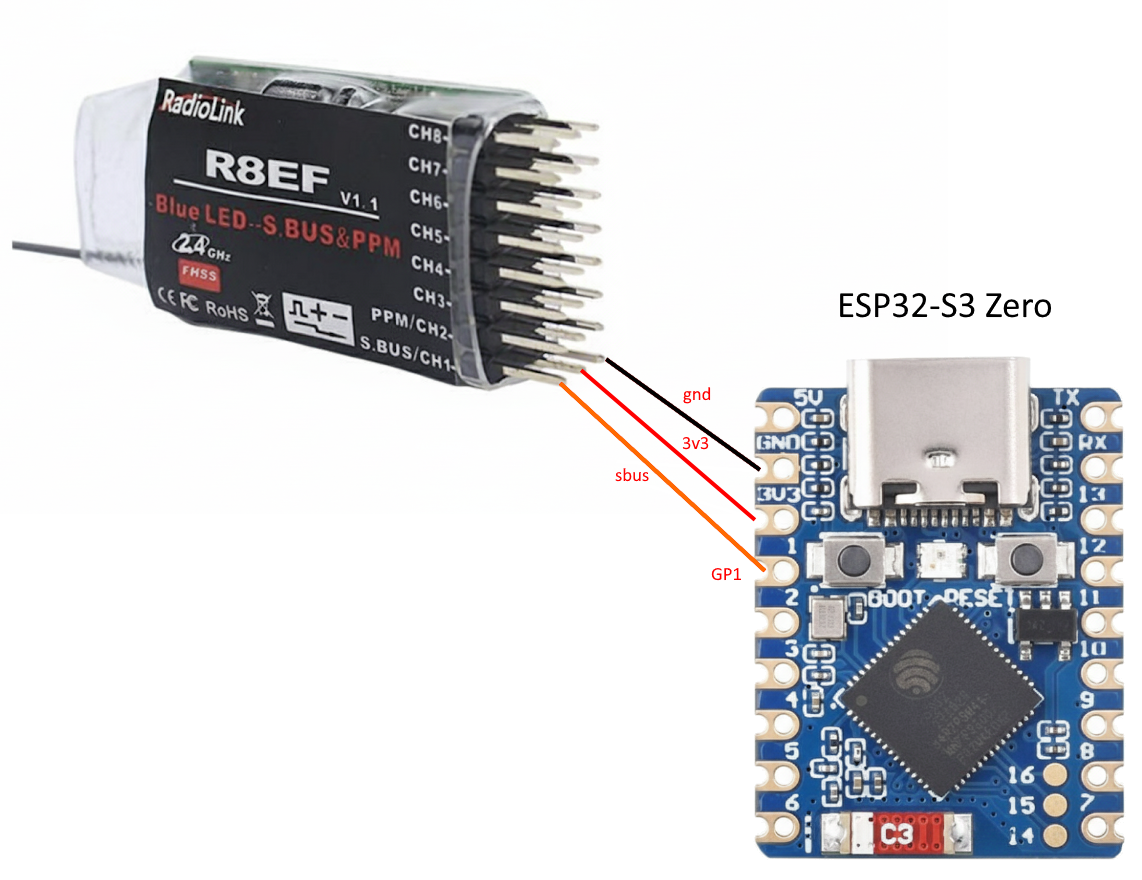 RadioLink
R8EF
V1.1
Blue LED--S.BUS&PPM
2.4GHz
FHSS
CE FC RoHS
CH8-
CH7-
CH6-
CH5-
CH4-
CH3-
PPM/CH2-
S.BUS/CH1-
gnd
3v3
sbus
GP1
ESP32-S3 Zero
5V
GND
3V3
1
2
3
4
5
6
TX
RX
13
12
11
10
9
8
7
16
15
14
BOOT RESET
C3